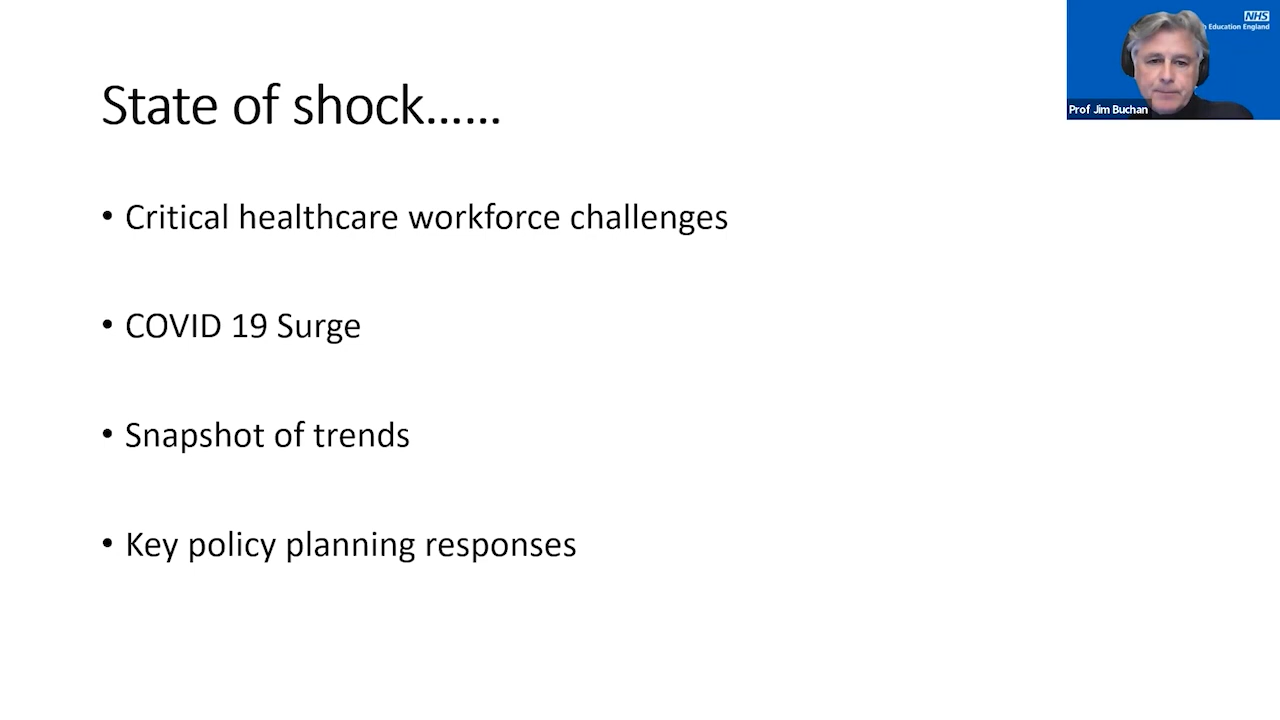 State of shock......
• Critical healthcare workforce challenges
• COVID 19 Surge
• Snapshot of trends
• Key policy planning responses
NHS
Education England
Prof Jim Buchan